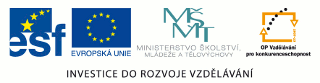 esf
EVROPSKÁ UNIE
MINISTERSTVO ŠKOLSTVÍ,
MLÁDEŽE A TĚLOVÝCHOVY
OP Vzdělávání
pro konkurenceschopnost
INVESTICE DO ROZVOJE VZDĚLÁVÁNÍ